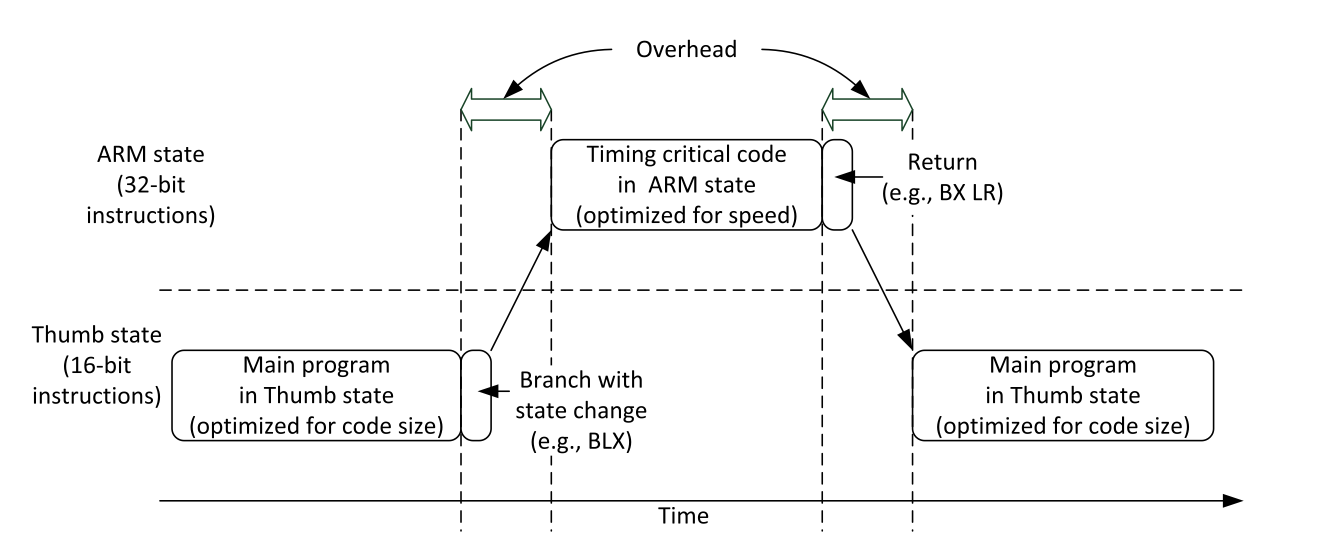 Overhead
ARM state
(32-bit
instructions)
Timing critical code
in ARM state
(optimized for speed)
Return
(e.g., BX LR)
Thumb state
(16-bit
instructions)
Main program
in Thumb state
(optimized for code size)
Branch with
state change
(e.g., BLX)
Main program
in Thumb state
(optimized for code size)
Time